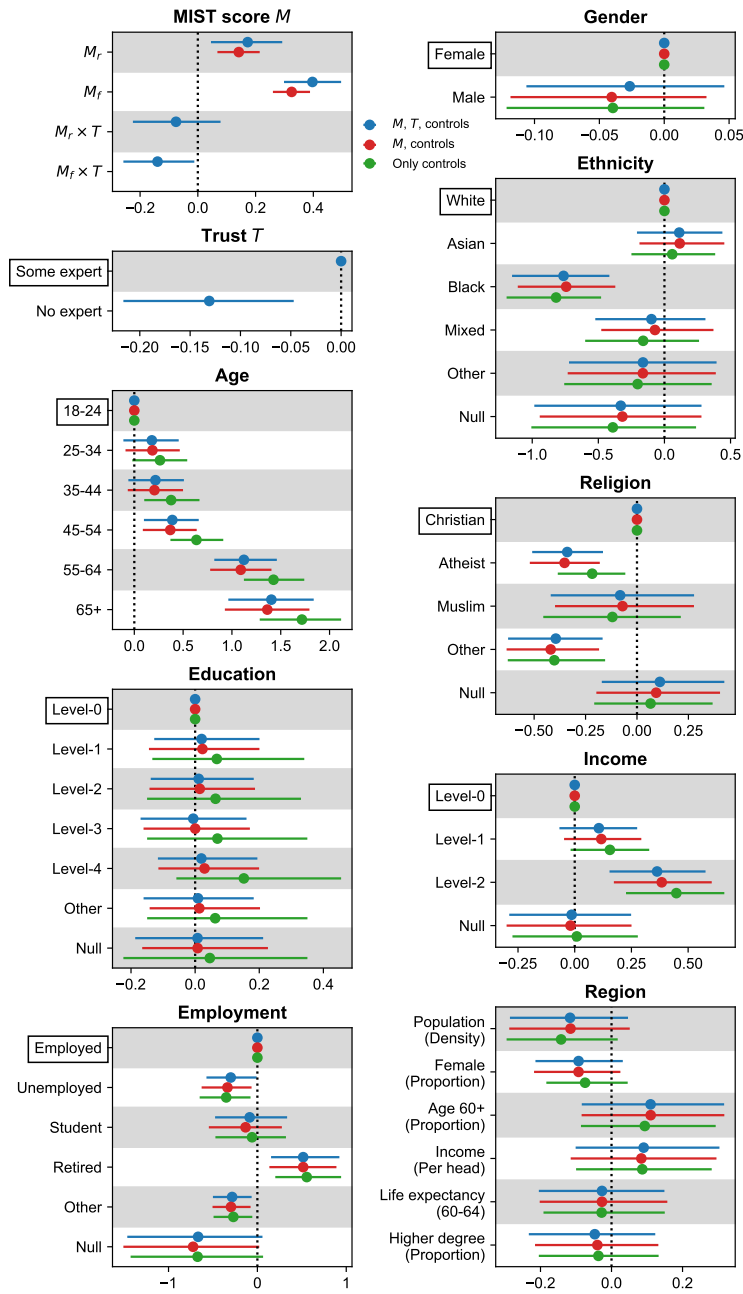 MIST score M
M_r
M_f
M_r × T
M_f × T
−0.2 0.0 0.2 0.4
M, T, controls
M, controls
Only controls
Trust T
Some expert
No expert
−0.20 −0.15 −0.10 −0.05 0.00
Age
18-24
25-34
35-44
45-54
55-64
65+
0.0 0.5 1.0 1.5 2.0
Education
Level-0
Level-1
Level-2
Level-3
Level-4
Other
Null
−0.2 0.0 0.2 0.4
Employment
Employed
Unemployed
Student
Retired
Other
Null
−1 0 1
Gender
Female
Male
−0.10 −0.05 0.00 0.05
Ethnicity
White
Asian
Black
Mixed
Other
Null
−1.0 −0.5 0.0 0.5
Religion
Christian
Atheist
Muslim
Other
Null
−0.50 −0.25 0.00 0.25
Income
Level-0
Level-1
Level-2
Null
−0.25 0.00 0.25 0.50
Region
Population
(Density)
Female
(Proportion)
Age 60+
(Proportion)
Income
(Per head)
Life expectancy
(60-64)
Higher degree
(Proportion)
−0.2 0.0 0.2